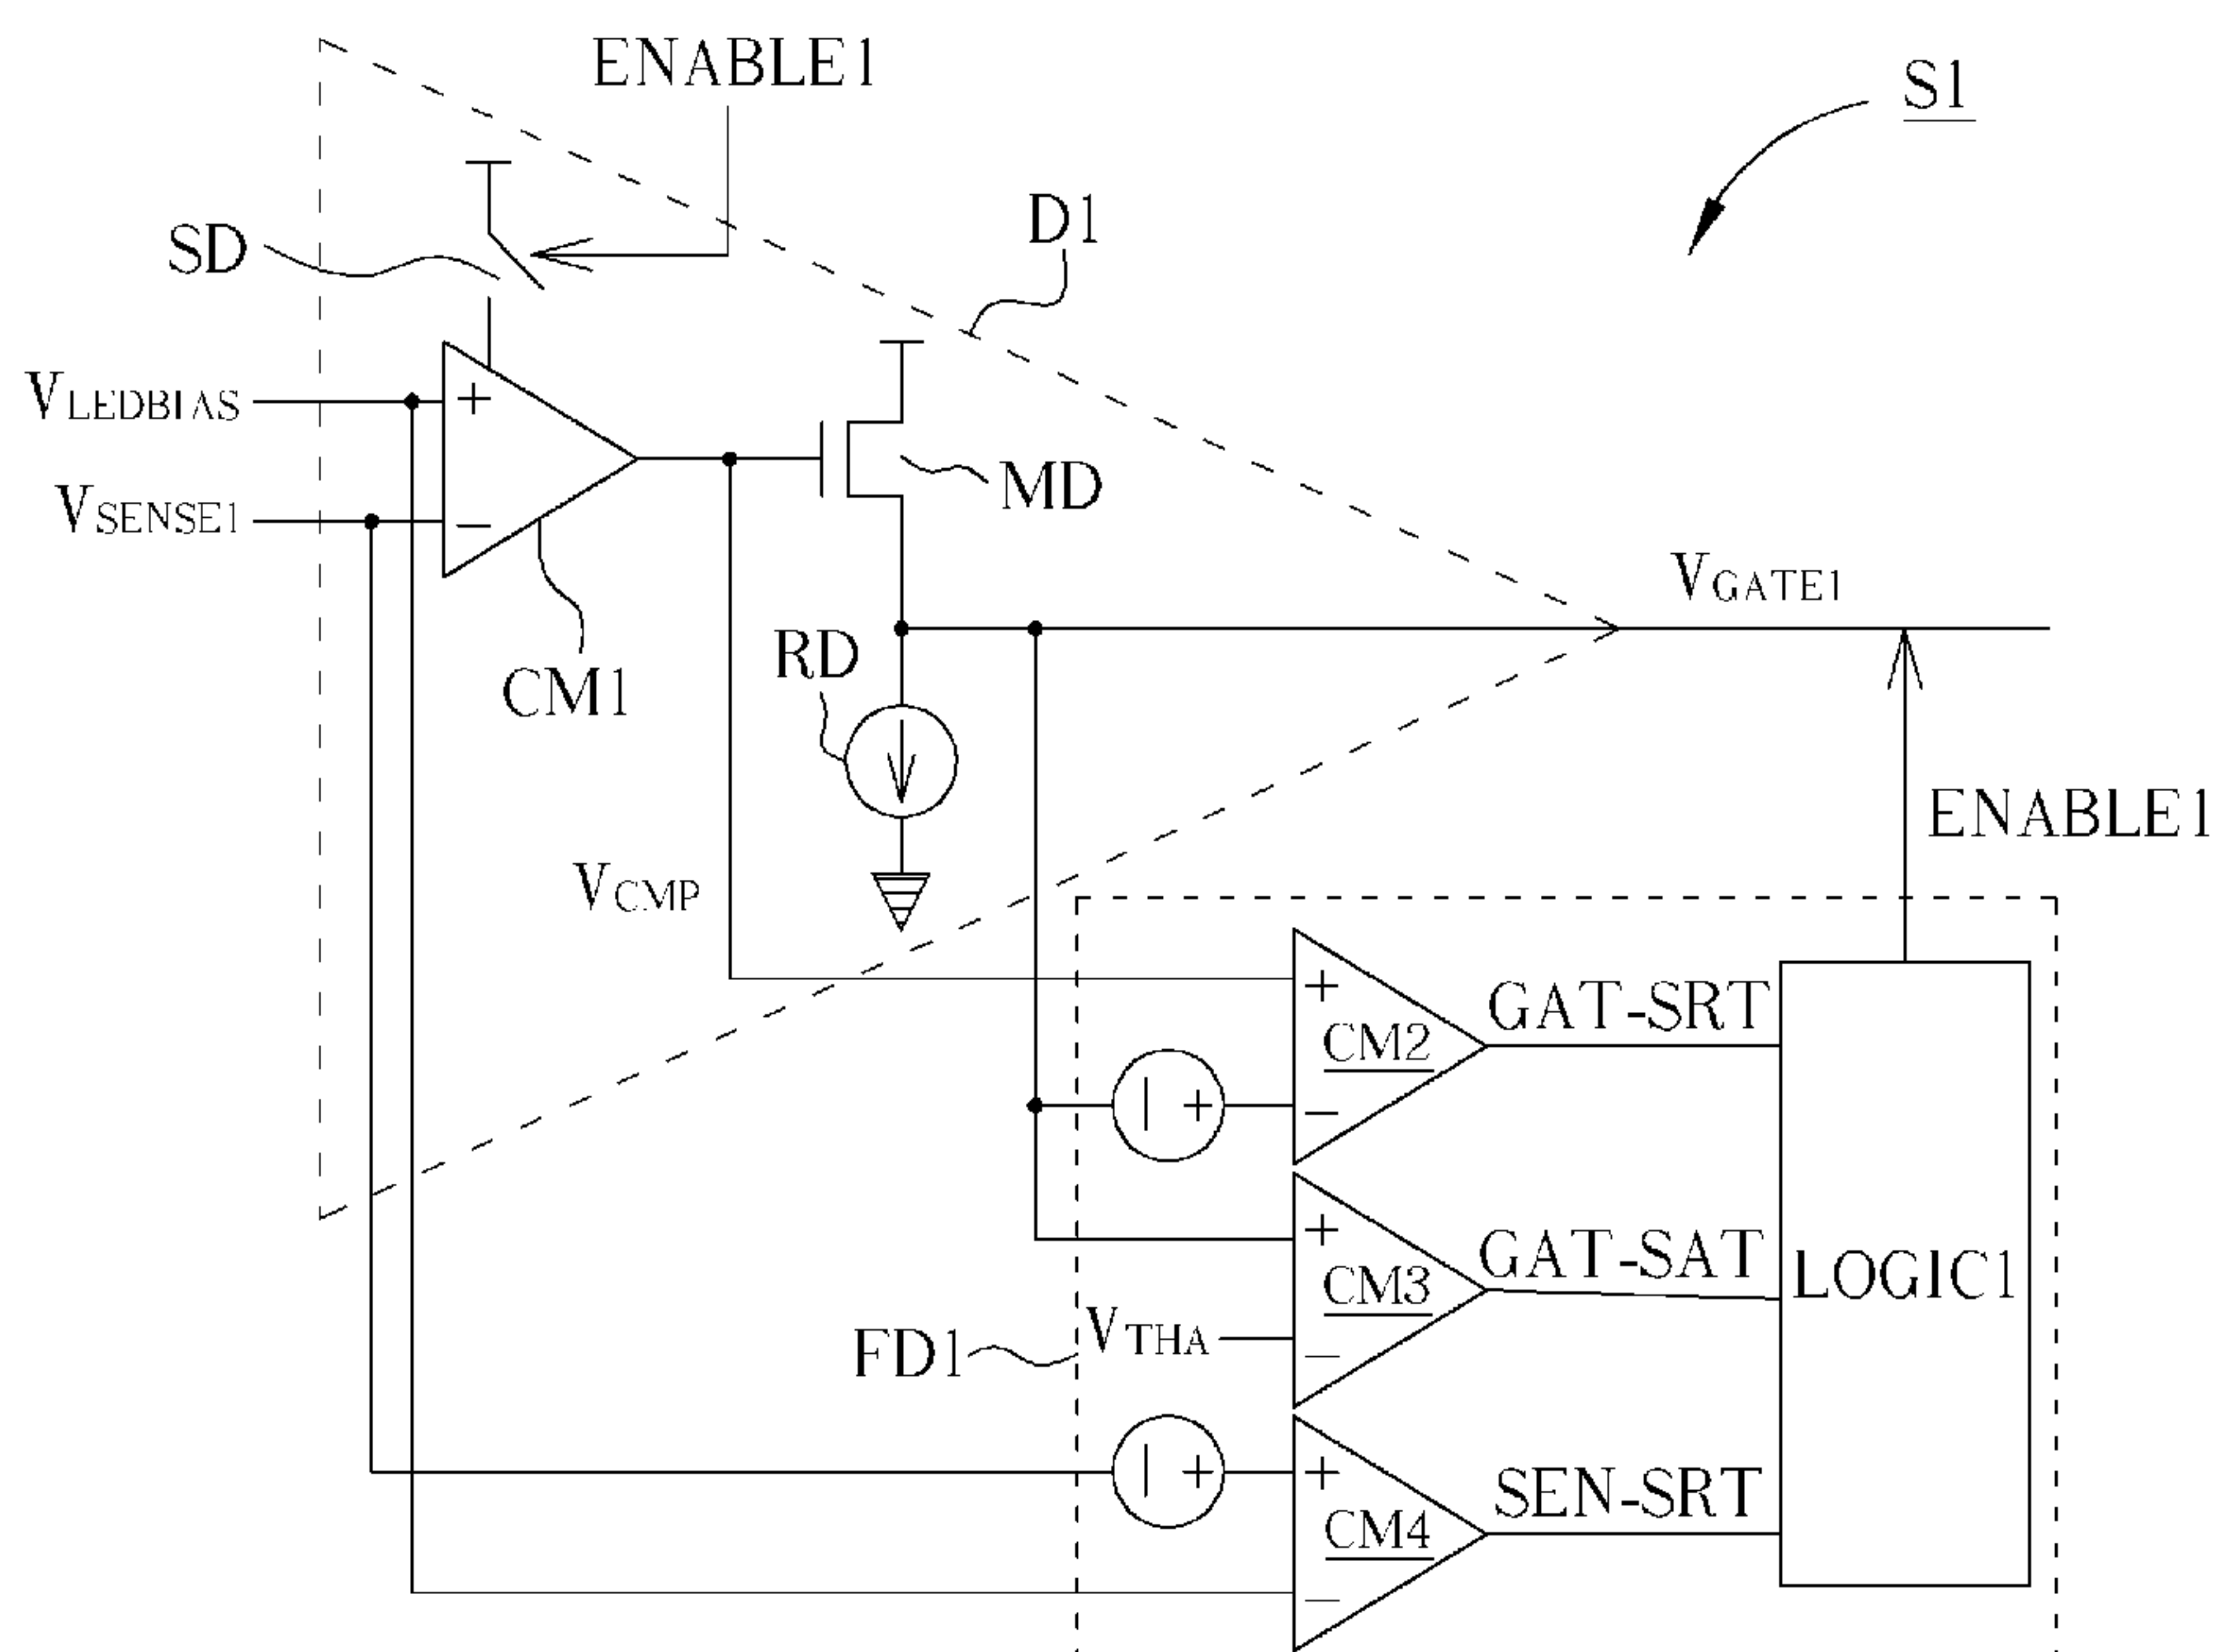 ENABLE1
S1
SD
D1
VLEDBIAS
+
MD
VSENSE1
−
VGATE1
RD
CM1
ENABLE1
VCMP
+
GAT-SRT
CM2
+
−
+
GAT-SAT
CM3
LOGIC1
VTHA
−
FD1
+
+
SEN-SRT
CM4
−